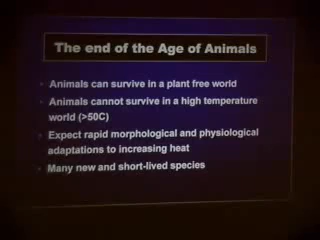 The end of the Age of Animals
Animals can survive in a plant free world
Animals cannot survive in a high temperature
world (>50C)
Expect rapid morphological and physiological
adaptations to increasing heat
Many new and short-lived species